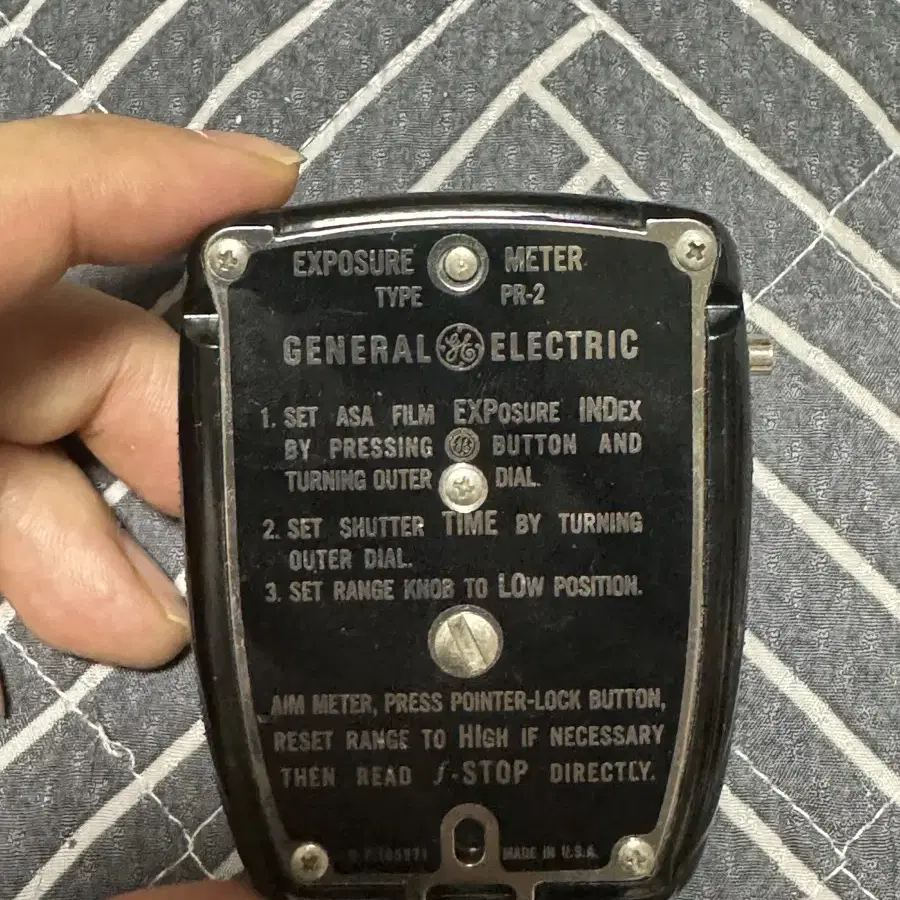 EXPOSURE METER
TYPE PR-2
GENERAL GE ELECTRIC
1. SET ASA FILM EXPOSURE INDEX
BY PRESSING BUTTON AND
TURNING OUTER DIAL.
2. SET SHUTTER TIME BY TURNING
OUTER DIAL.
3. SET RANGE KNOB TO LOW POSITION.
AIM METER, PRESS POINTER-LOCK BUTTON,
RESET RANGE TO HIGH IF NECESSARY
THEN READ f-STOP DIRECTLY.
MADE IN U.S.A.